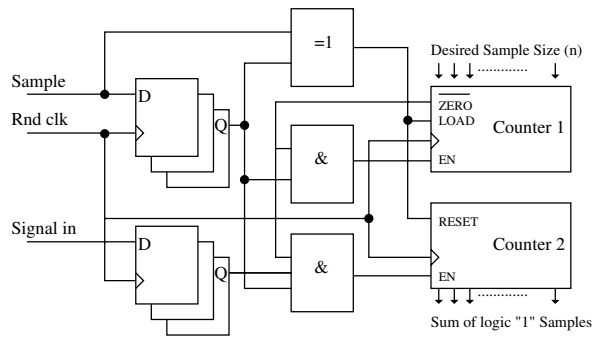 =1
Desired Sample Size (n)
Sample
D
ZERO
LOAD
Counter 1
Rnd clk
Q
&
EN
Signal in
D
RESET
Counter 2
Q
&
EN
Sum of logic "1" Samples